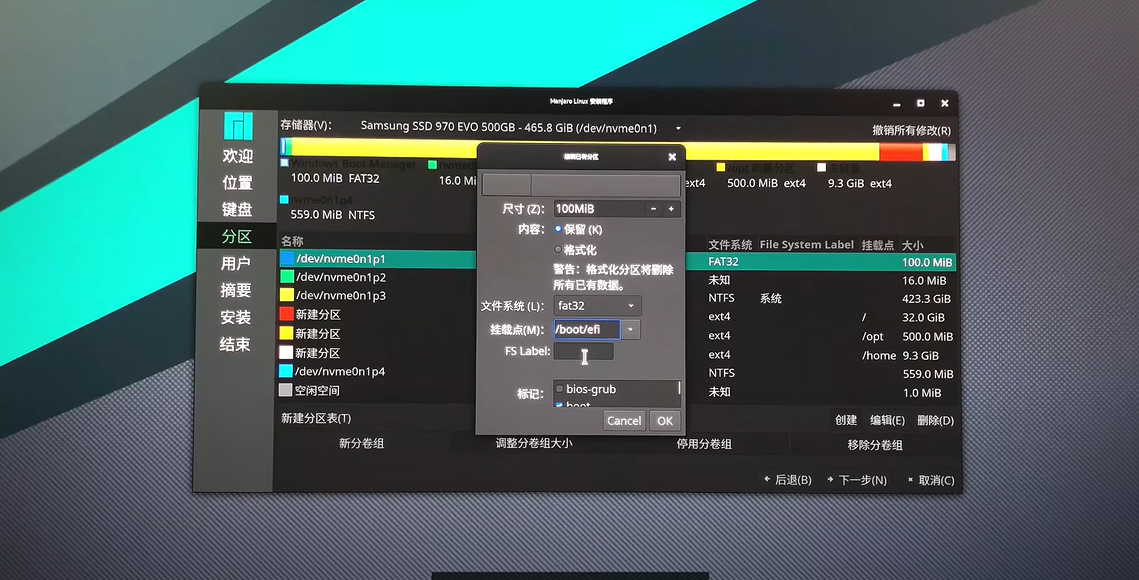 Manjaro Linux 安装程序
存储器(V)： Samsung SSD 970 EVO 500GB - 465.8 GiB (/dev/nvme0n1)
撤销所有修改(R)
欢迎
位置
键盘
分区
用户
摘要
安装
结束
Windows Boot Manager
100.0 MiB FAT32
16.0 Mi
ext4
/opt 的新分区
500.0 MiB ext4
9.3 GiB ext4
nvme0n1p4
559.0 MiB NTFS
编辑已有分区
尺寸 (Z)： 100MiB
内容： 保留 (K)
格式化
警告：格式化分区将删除
所有已有数据。
文件系统 (L)： fat32
挂载点(M)： /boot/efi
FS Label:
标记： bios-grub
boot
Cancel OK
名称 文件系统 File System Label 挂载点 大小
/dev/nvme0n1p1 FAT32 100.0 MiB
/dev/nvme0n1p2 未知 16.0 MiB
/dev/nvme0n1p3 NTFS 系统 423.3 GiB
新建分区 ext4 / 32.0 GiB
新建分区 ext4 /opt 500.0 MiB
新建分区 ext4 /home 9.3 GiB
/dev/nvme0n1p4 NTFS 559.0 MiB
空闲空间 未知 1.0 MiB
新建分区表(T) 创建 编辑(E) 删除(D)
新分卷组 调整分卷组大小 停用分卷组 移除分卷组
后退(B) 下一步(N) 取消(C)